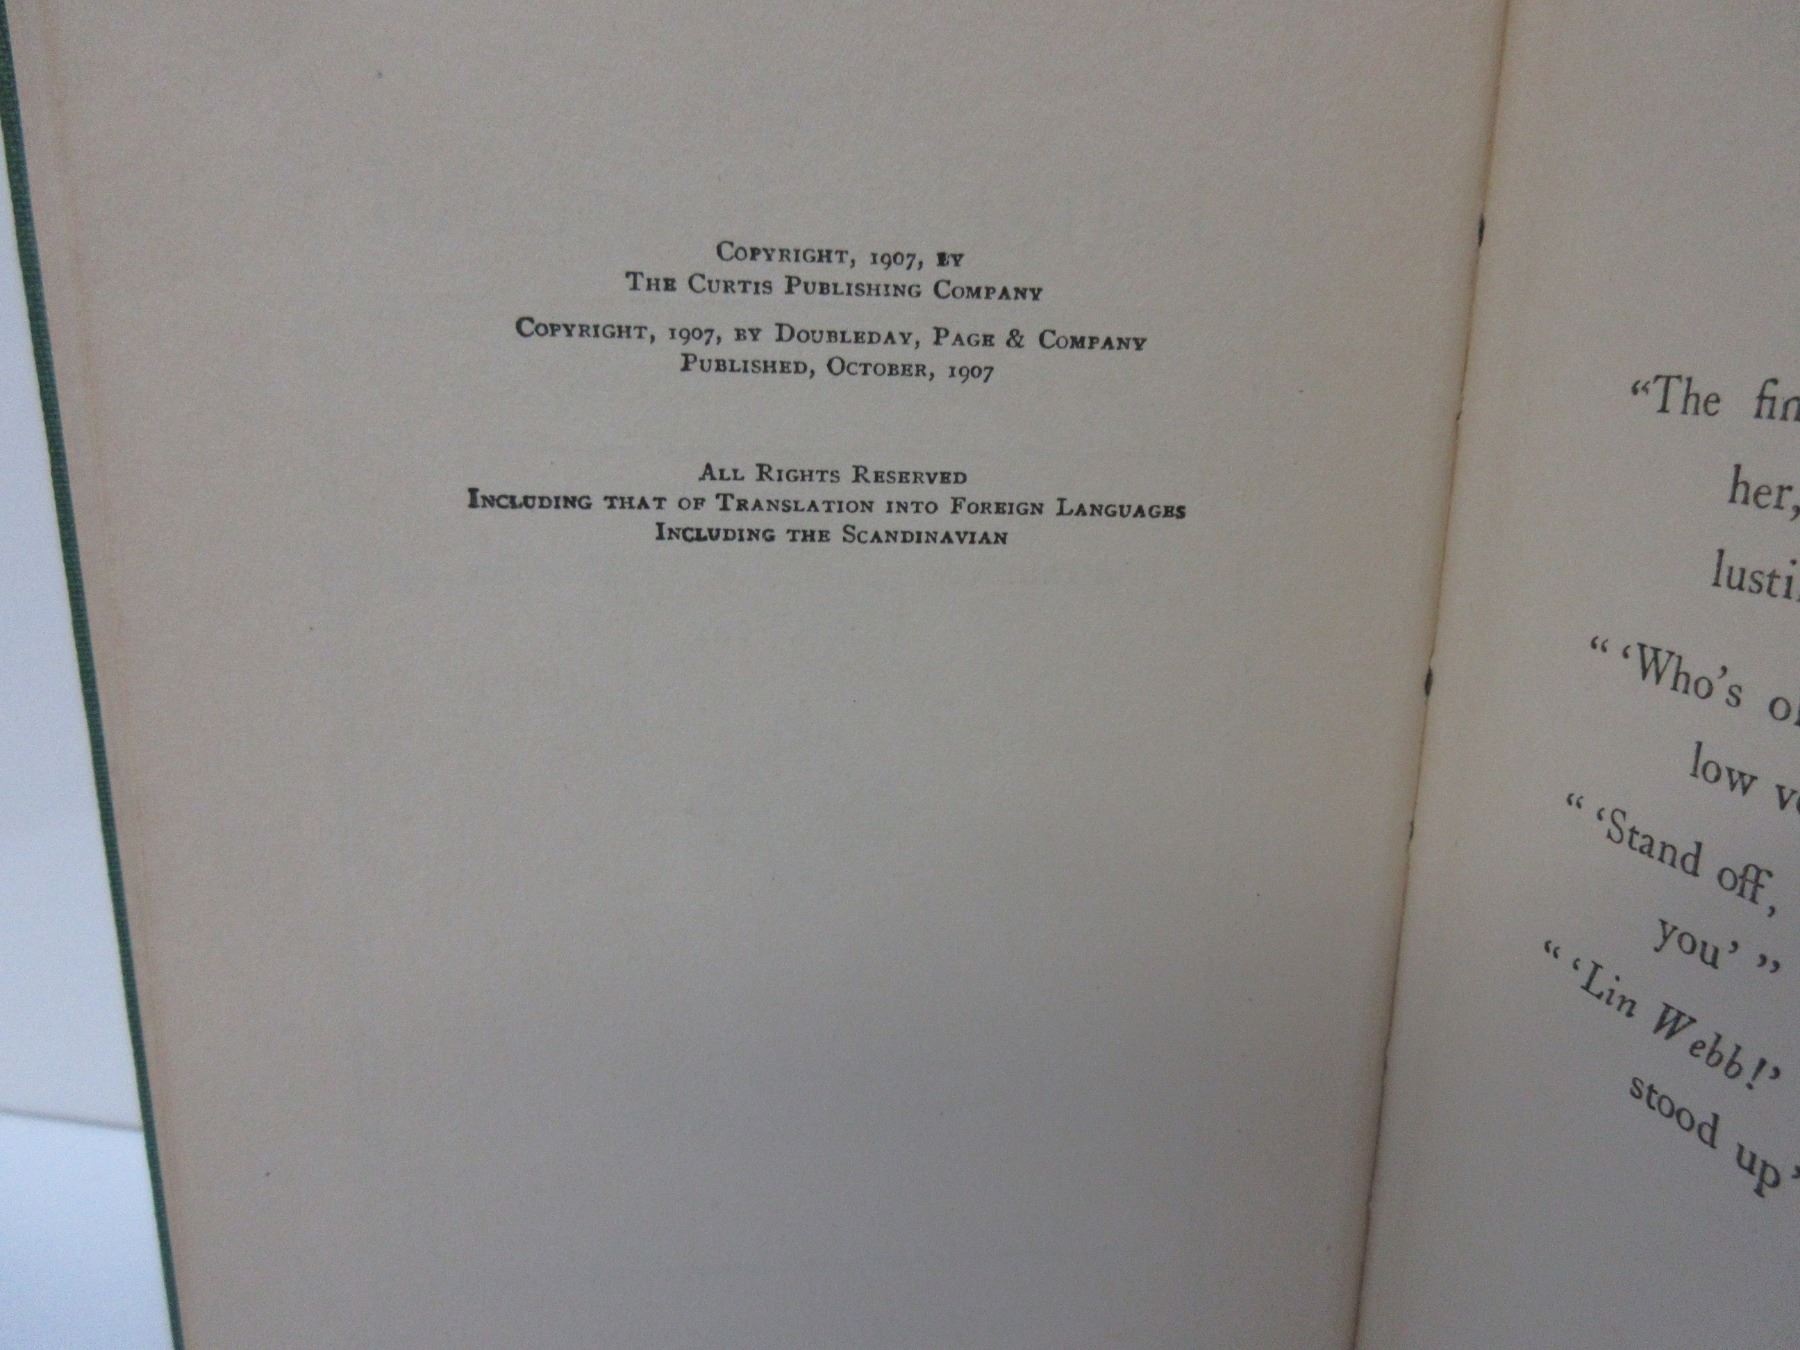 Copyright, 1907, by
The Curtis Publishing Company
Copyright, 1907, by Doubleday, Page & Company
Published, October, 1907
All Rights Reserved
Including that of Translation into Foreign Languages
Including the Scandinavian
“The
her,
lusti
“ ‘Who’s
low
“ ‘Stand off,
you’ ”
“ ‘Lin Webb!’
stood up’